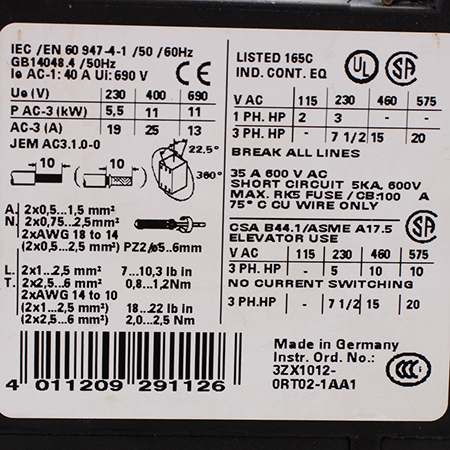 IEC / EN 60 947-4-1 / 50 / 60Hz
GB14048.4 / 50Hz
Ie AC-1: 40 A Ui: 690 V
CE
Ue (V) 230 400 690
P AC-3 (kW) 5,5 11 11
AC-3 (A) 19 25 13
JEM AC3.1.0-0
10 10 22,5° 360°
A. 2x0,5...1,5 mm²
N. 2x0,75...2,5mm²
2xAWG 18 to 14
(2x0,5...2,5 mm²) PZ2/ø5...6mm
L. 2x1...2,5 mm² 7...10,3 lb in
T. 2x2,5...6 mm² 0,8...1,2Nm
2xAWG 14 to 10
(2x1...2,5 mm²) 18...22 lb in
(2x2,5...6 mm²) 2,0...2,5 Nm
4 011209 291126
LISTED 165C
IND. CONT. EQ
UL SA
V AC 115 230 460 575
1 PH. HP 2 3 - -
3 PH. HP - 7 1/2 15 20
BREAK ALL LINES
35 A 600 V AC
SHORT CIRCUIT 5KA, 600V
MAX. RK5 FUSE / CB:100 A
75° C CU WIRE ONLY
SA
CSA B44.1/ASME A17.5
ELEVATOR USE
V AC 115 230 460 575
3 PH.HP - 5 10 10
NO CURRENT SWITCHING
3 PH.HP - 7 1/2 15 20
Made in Germany
Instr. Ord. No.:
3ZX1012-
0RT02-1AA1
CCC